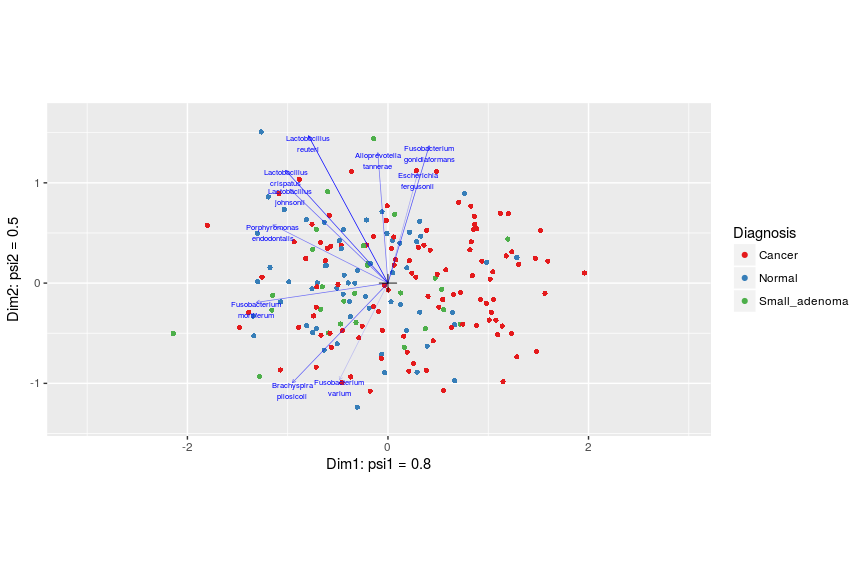 Lactobacillus
reuteri
Alloprevotella
tannerae
Fusobacterium
gonidiaformans
Lactobacillus
crispatus
Escherichia
fergusonii
Lactobacillus
johnsonii
Porphyromonas
endodontalis
Fusobacterium
mortiferum
Brachyspira
pilosicoli
Fusobacterium
varium
1
0
-1
-2
0
2
Dim1: psi1 = 0.8
Dim2: psi2 = 0.5
Diagnosis
Cancer
Normal
Small_adenoma